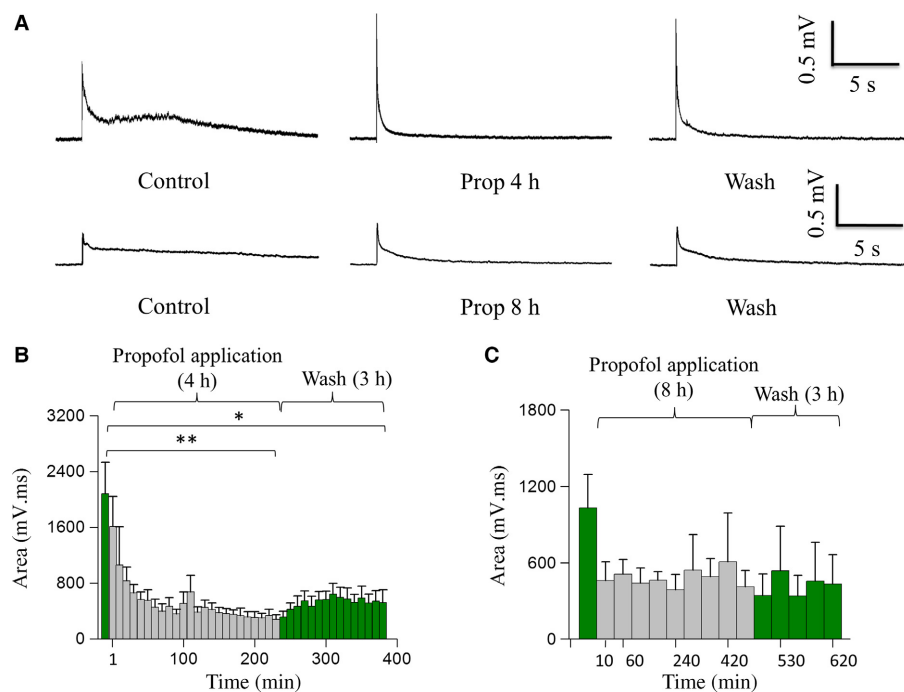 A
0.5 mV
5 s
Control
Prop 4 h
Wash
0.5 mV
5 s
Control
Prop 8 h
Wash
B
Propofol application
(4 h)
Wash (3 h)
*
**
3200
2400
1600
800
0
Area (mV.ms)
1
100
200
300
400
Time (min)
C
Propofol application
(8 h)
Wash (3 h)
1800
1200
600
0
Area (mV.ms)
10
60
240
420
530
620
Time (min)